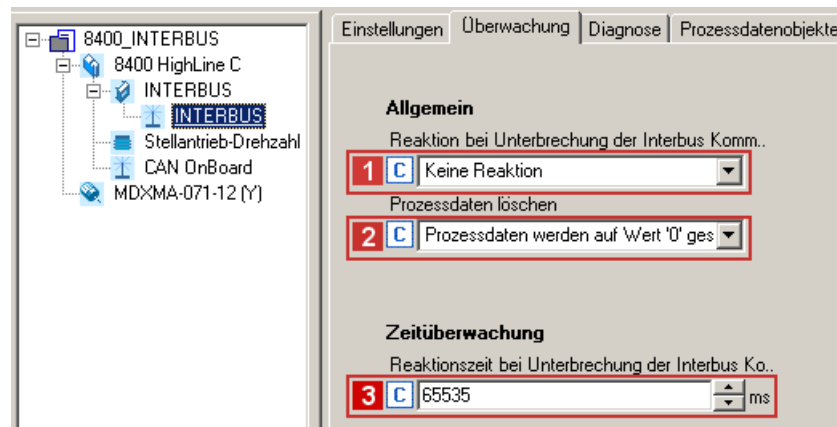 8400_INTERBUS
8400 HighLine C
INTERBUS
INTERBUS
Stellantrieb-Drehzahl
CAN OnBoard
MDXMA-071-12 (Y)
Einstellungen Überwachung Diagnose Prozessdatenobjekte
Allgemein
Reaktion bei Unterbrechung der Interbus Komm..
1 C Keine Reaktion
Prozessdaten löschen
2 C Prozessdaten werden auf Wert '0' ges
Zeitüberwachung
Reaktionszeit bei Unterbrechung der Interbus Ko..
3 C 65535 ms